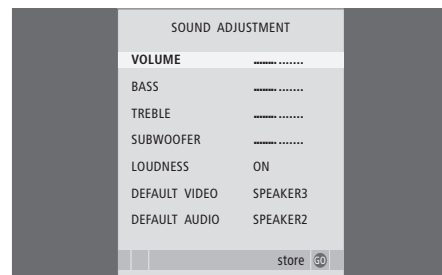 SOUND ADJUSTMENT
VOLUME
BASS
TREBLE
SUBWOOFER
LOUDNESS ON
DEFAULT VIDEO SPEAKER3
DEFAULT AUDIO SPEAKER2
store GO